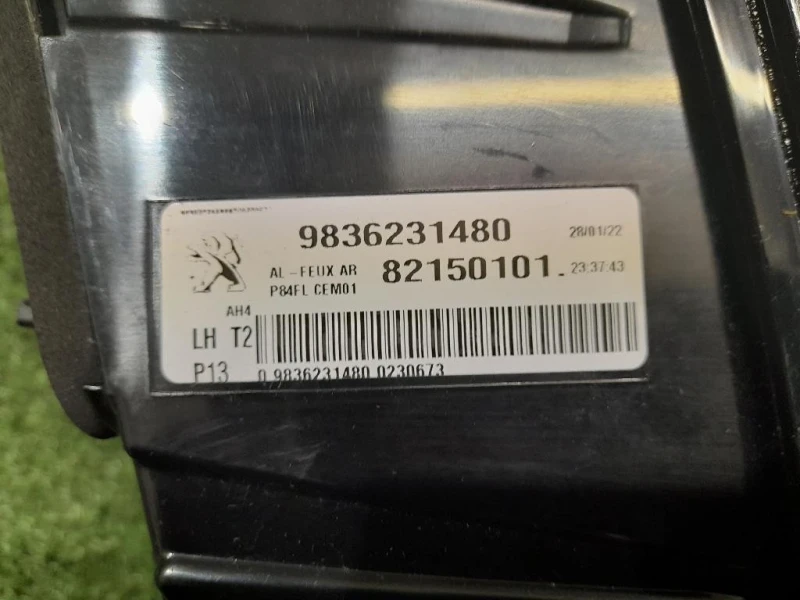 9836231480 28/01/22
AL-FEUX AR 82150101. 23:37:43
P84FL CEM01
AH4
LH T2
P13 0 9836231480 0230673